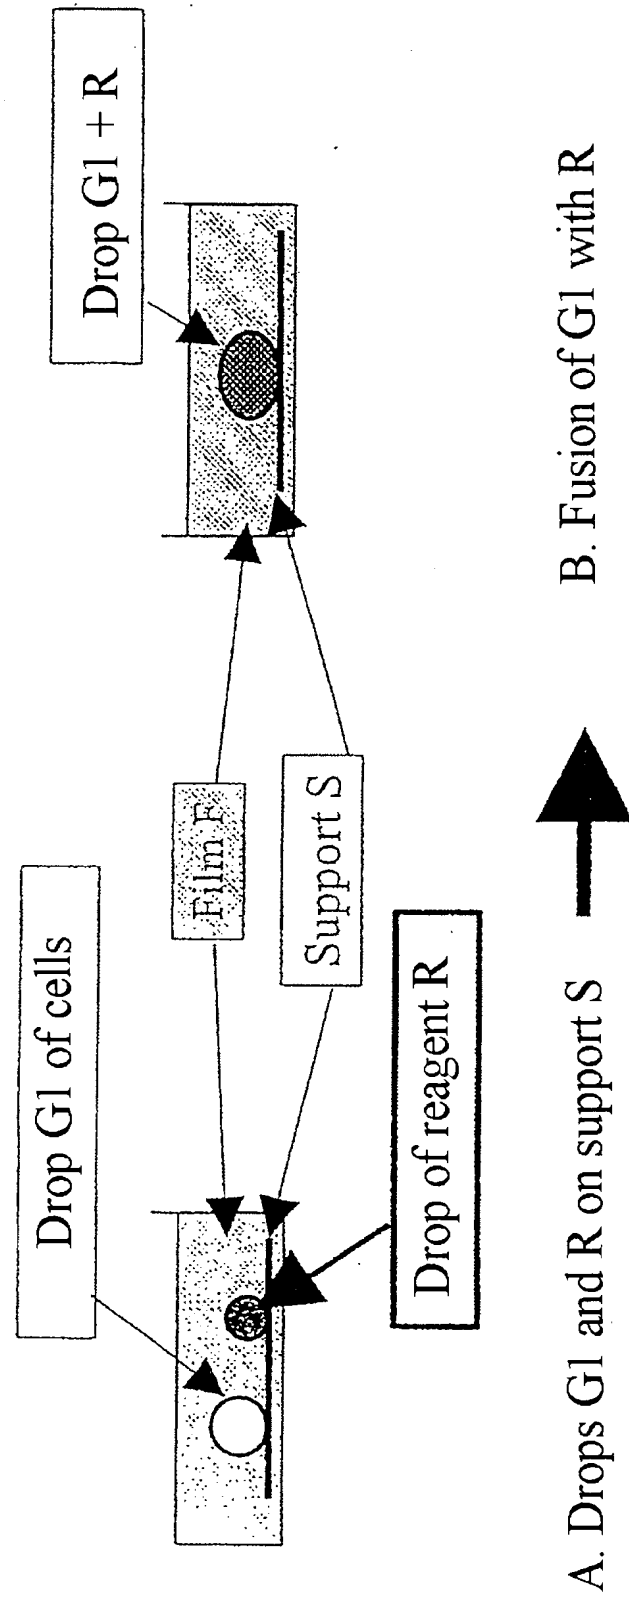 Drop G1 of cells
Drop G1 + R
Film F
Support S
Drop of reagent R
A. Drops G1 and R on support S
B. Fusion of G1 with R